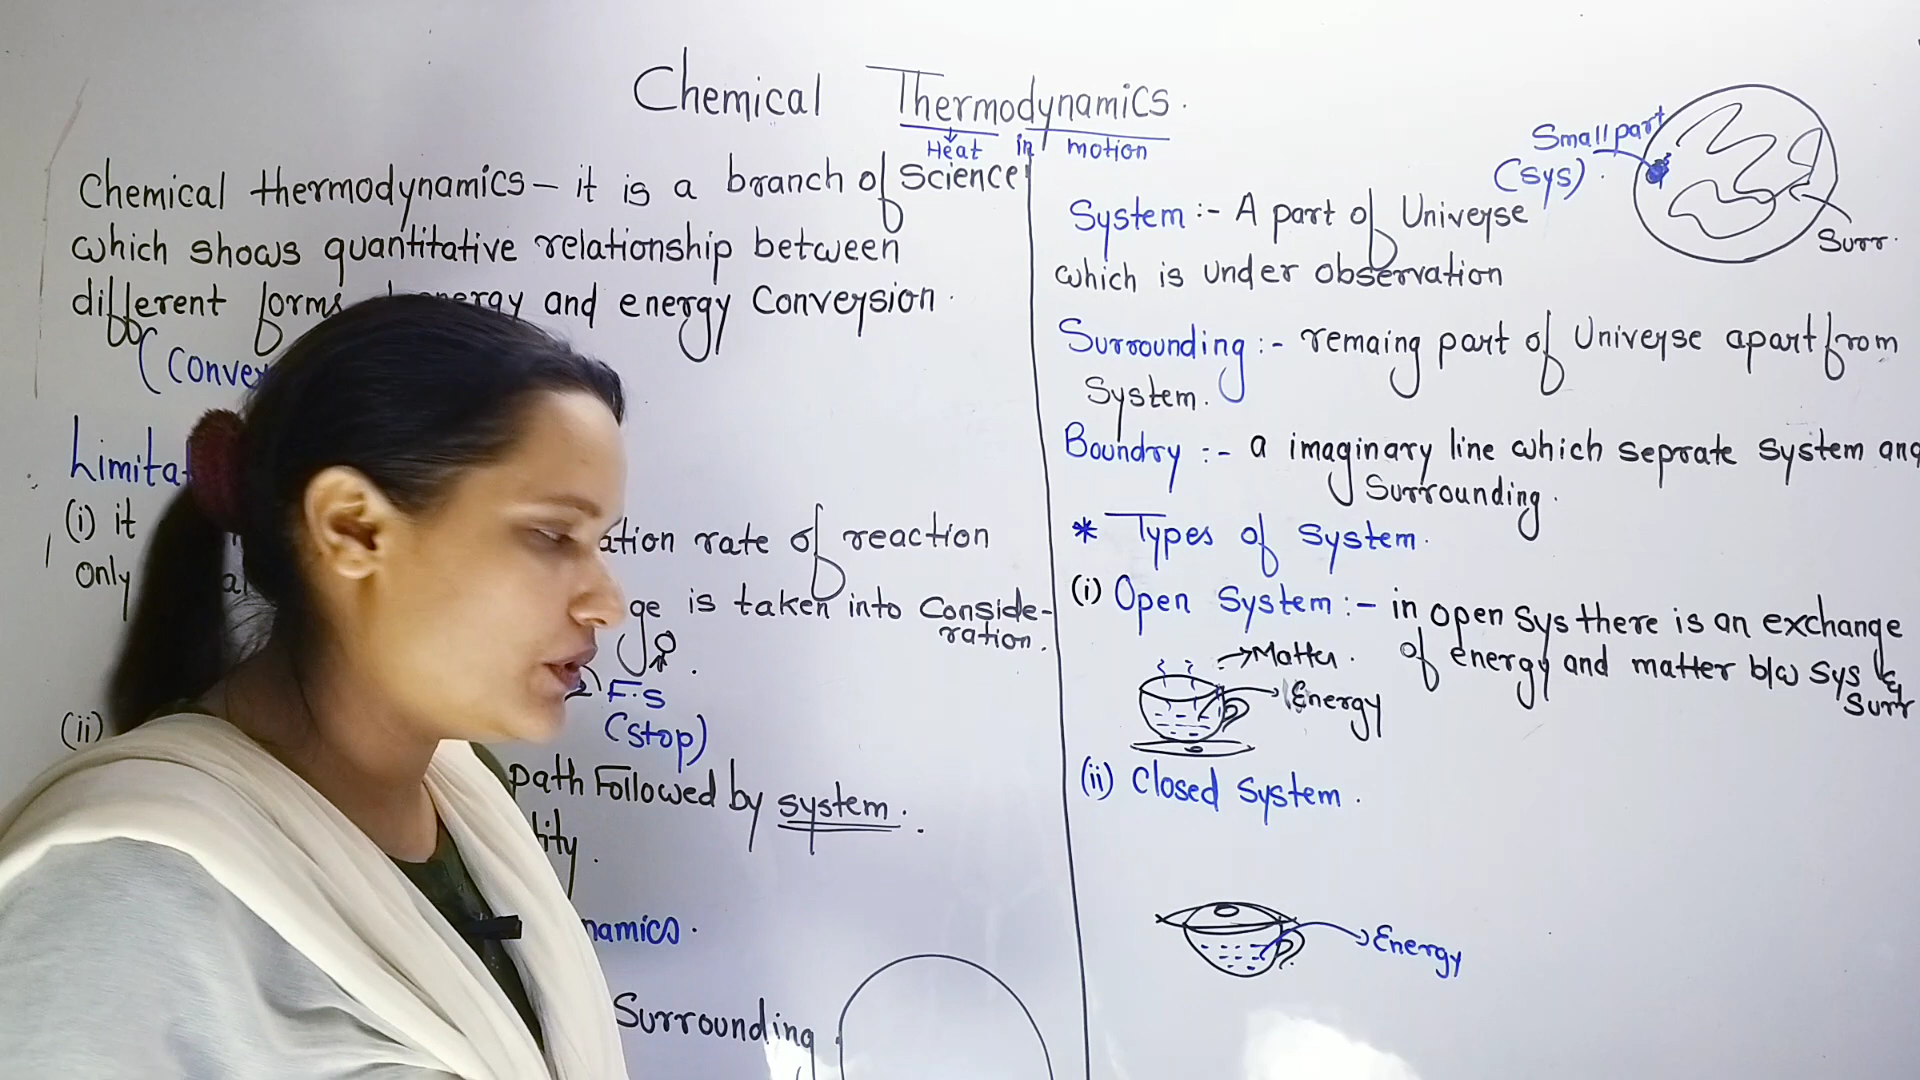 Chemical Thermodynamics.
Heat in motion
Chemical thermodynamics - it is a branch of science
which shows quantitative relationship between
different forms and energy Conversion.
(Conve
Limita
(i) it ation rate of reaction
only
ge is taken into Conside-
ration.
F.S
(stop)
(ii)
path Followed by system.
namics.
Surrounding
Small part
(sys).
Surr.
System :- A part of Universe
which is under observation
Surrounding :- remaing part of Universe apart from
System.
Boundry :- a imaginary line which seprate system and
Surrounding.
* Types of System.
(i) Open System :- in open sys there is an exchange
of energy and matter b/w sys &
Surr
Matter.
Energy
(ii) Closed System.
Energy